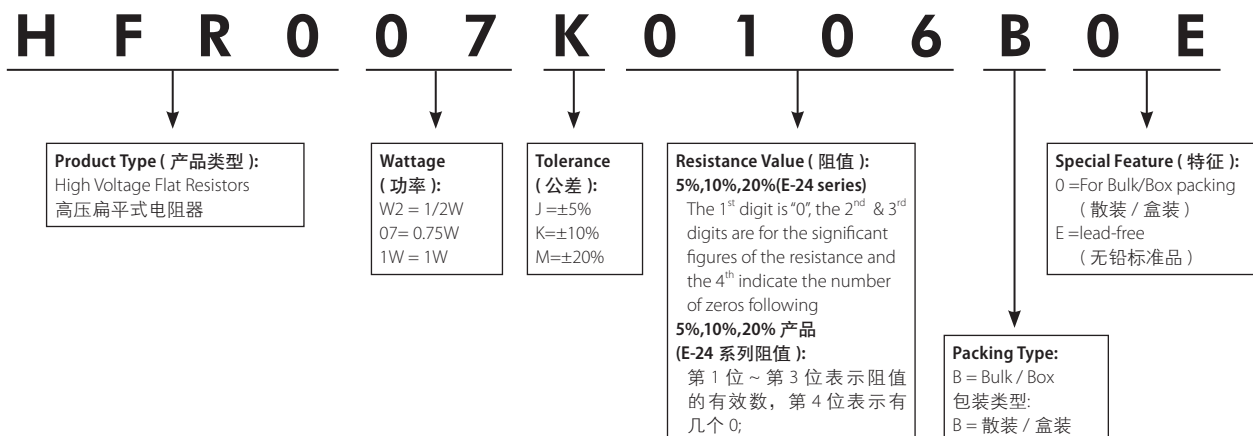 H F R 0 0 7 K 0 1 0 6 B 0 E
Product Type ( 产品类型 ):
High Voltage Flat Resistors
高压扁平式电阻器
Wattage
( 功率 ):
W2 = 1/2W
07= 0.75W
1W = 1W
Tolerance
( 公差 ):
J =±5%
K=±10%
M=±20%
Resistance Value ( 阻值 ):
5%,10%,20%(E-24 series)
The 1st digit is "0", the 2nd & 3rd
digits are for the significant
figures of the resistance and
the 4th indicate the number
of zeros following
5%,10%,20% 产品
(E-24 系列阻值 ):
第 1 位 ~ 第 3 位表示阻值
的有效数，第 4 位表示有
几个 0;
Packing Type:
B = Bulk / Box
包装类型:
B = 散装 / 盒装
Special Feature ( 特征 ):
0 =For Bulk/Box packing
( 散装 / 盒装 )
E =lead-free
( 无铅标准品 )